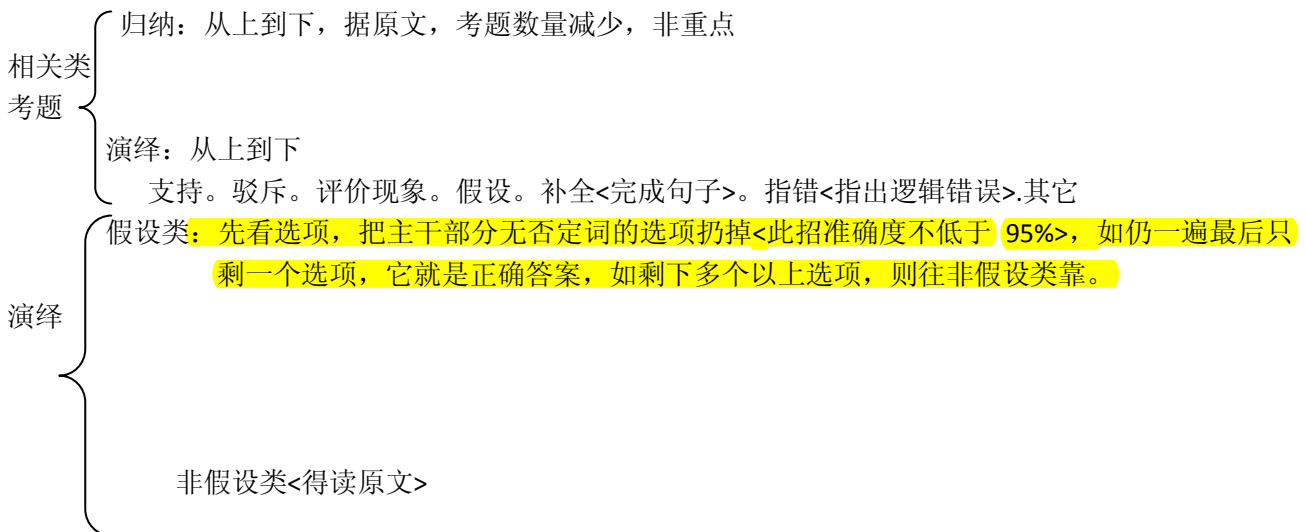 归纳：从上到下，据原文，考题数量减少，非重点
相关类
考题
演绎：从上到下
支持。驳斥。评价现象。假设。补全<完成句子>。指错<指出逻辑错误>.其它
假设类：先看选项，把主干部分无否定词的选项扔掉<此招准确度不低于 95%>，如仍一遍最后只
剩一个选项，它就是正确答案，如剩下多个以上选项，则往非假设类靠。
演绎
非假设类<得读原文>